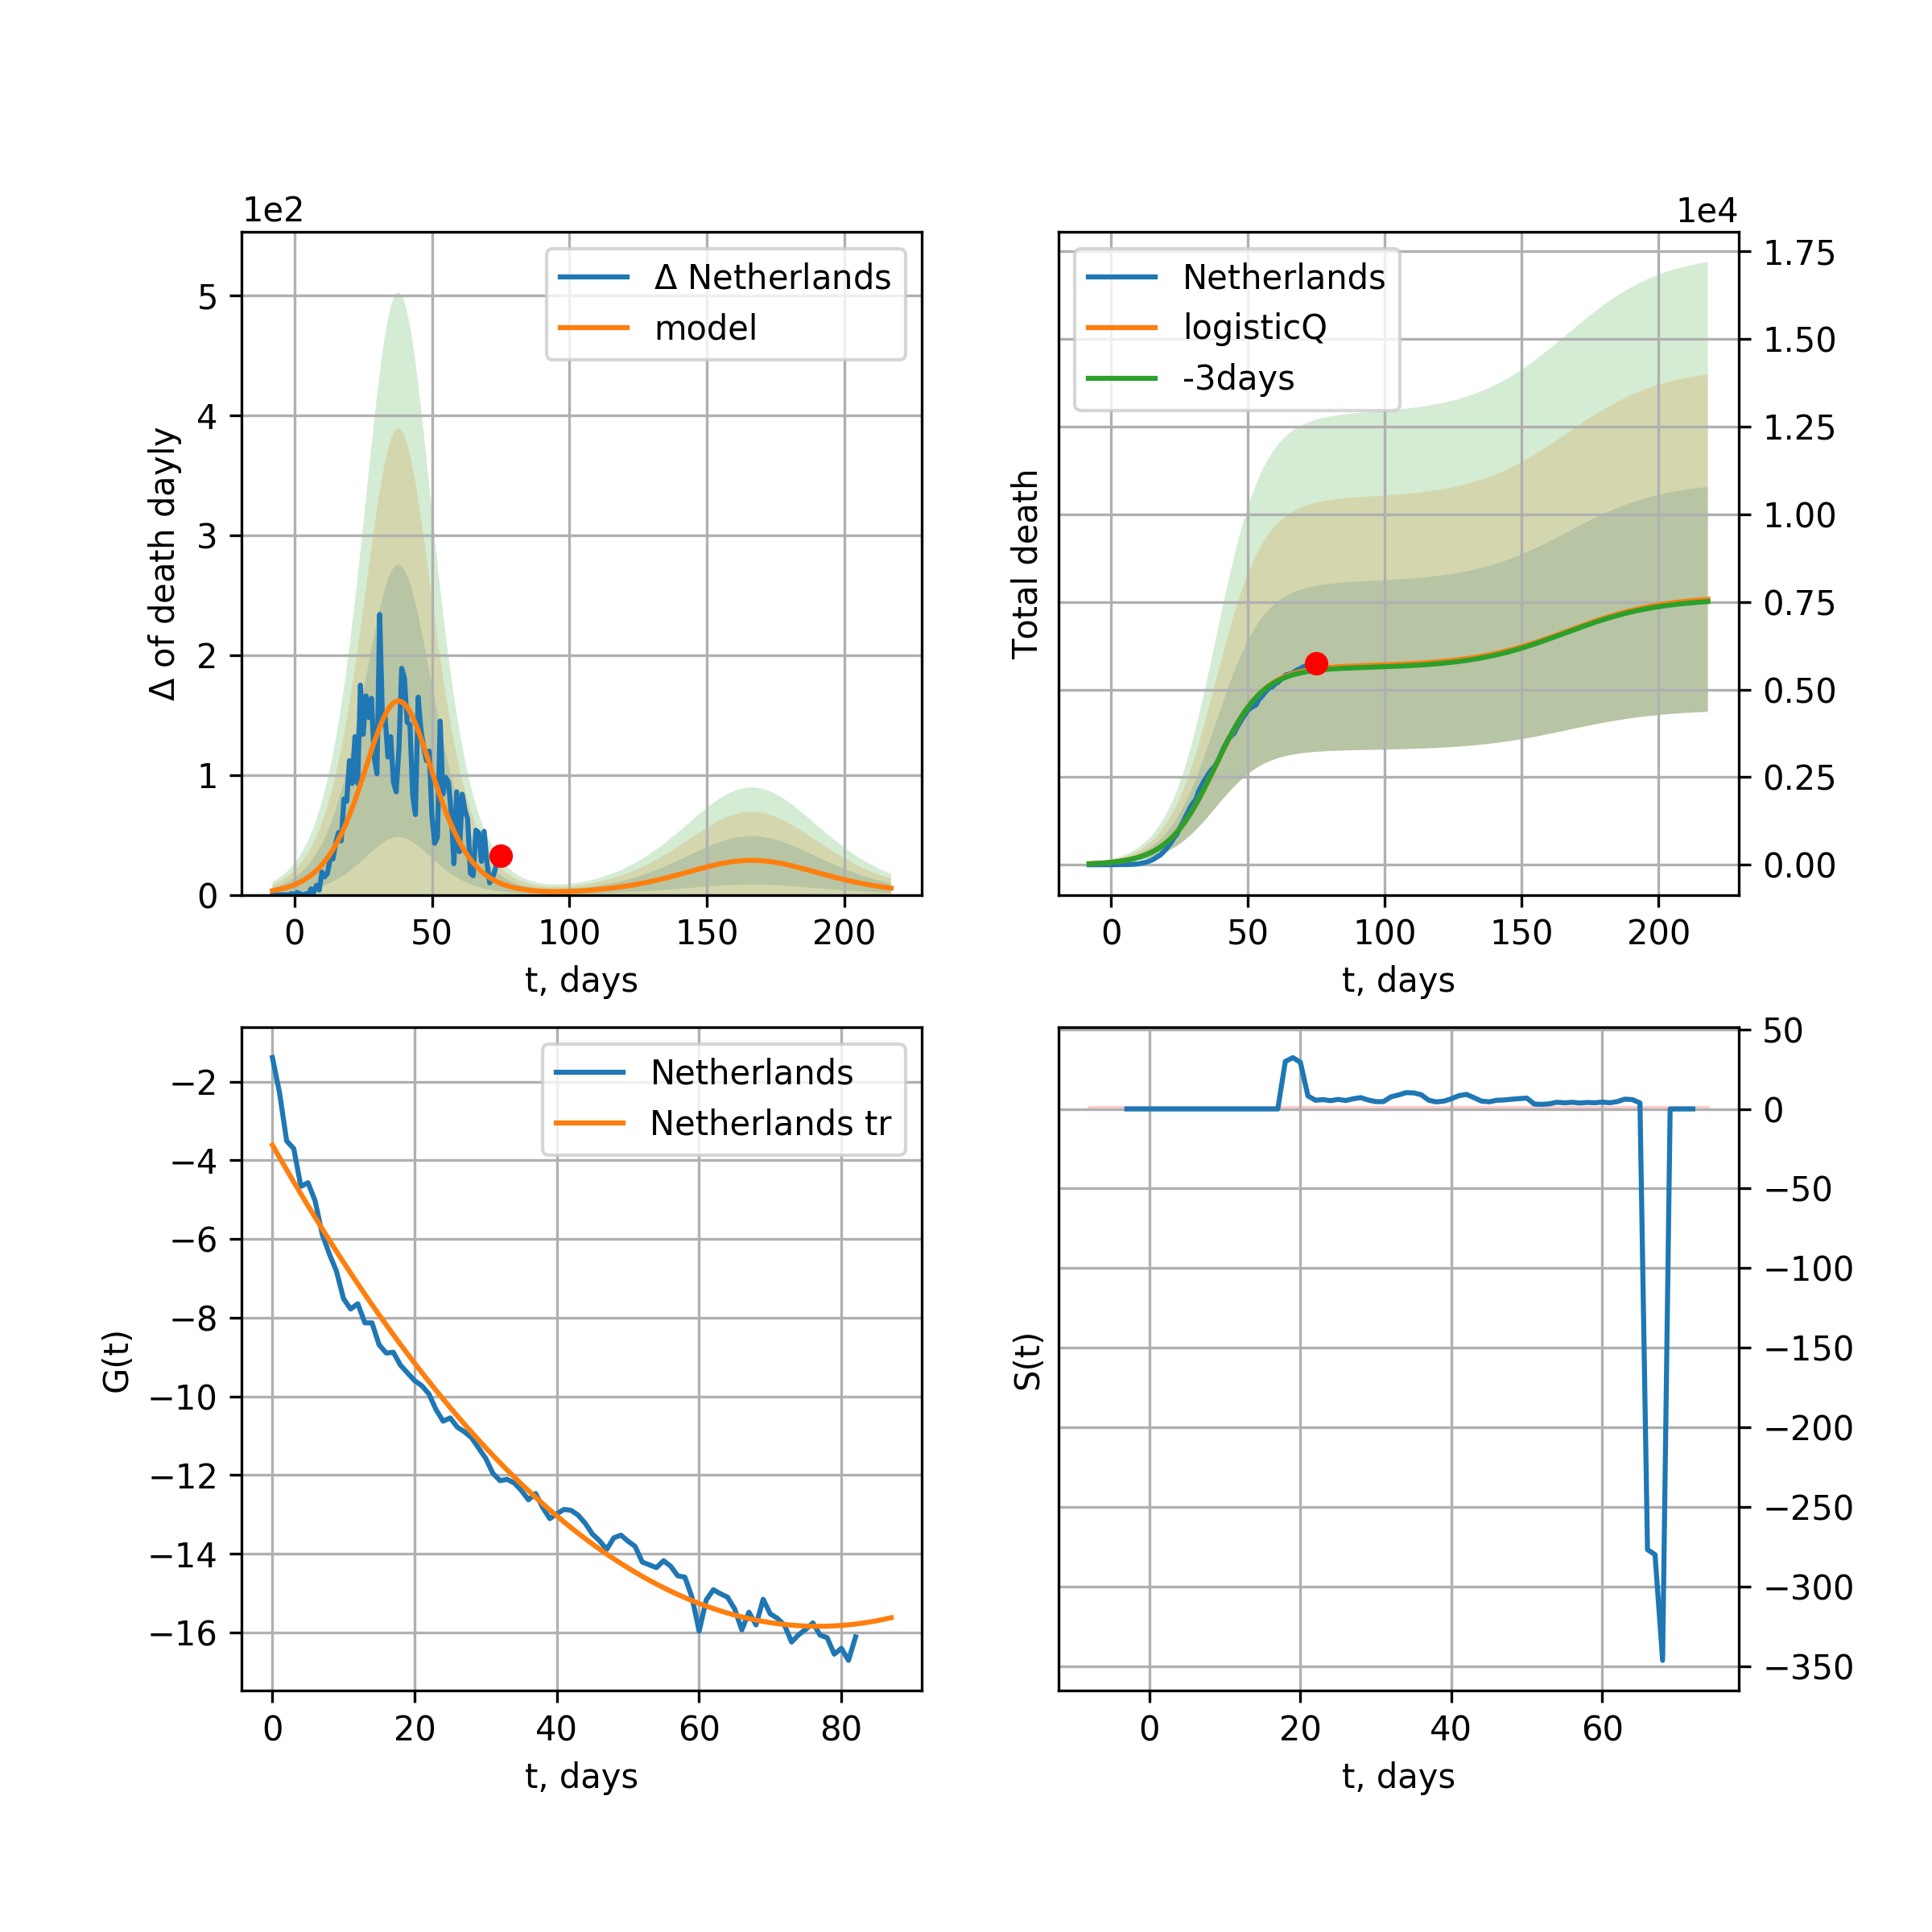 1e2
5
4
3
2
1
0
Δ of death dayly
Δ Netherlands
model
0 50 100 150 200
t, days
1e4
1.75
1.50
1.25
1.00
0.75
0.50
0.25
0.00
Total death
Netherlands
logisticQ
-3days
0 50 100 150 200
t, days
−2
−4
−6
−8
−10
−12
−14
−16
G(t)
Netherlands
Netherlands tr
0 20 40 60 80
t, days
50
0
−50
−100
−150
−200
−250
−300
−350
S(t)
0 20 40 60
t, days